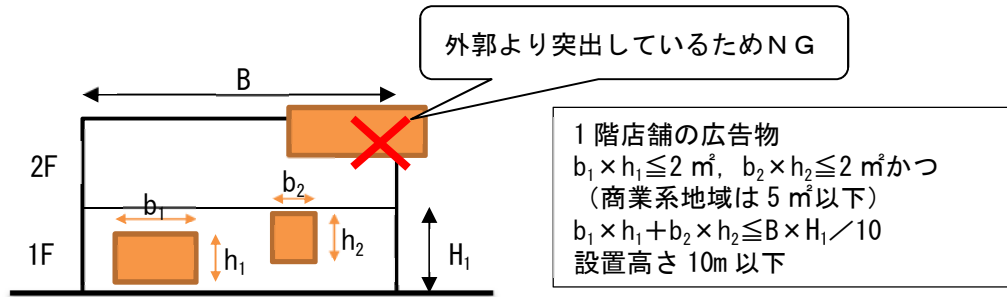 外郭より突出しているためＮＧ
B
1階店舗の広告物
b₁×h₁≦2㎡，b₂×h₂≦2㎡かつ
（商業系地域は5㎡以下）
b₁×h₁＋b₂×h₂≦B×H₁／10
設置高さ10m以下
2F
b₂
b₁
1F
h₁
h₂
H₁